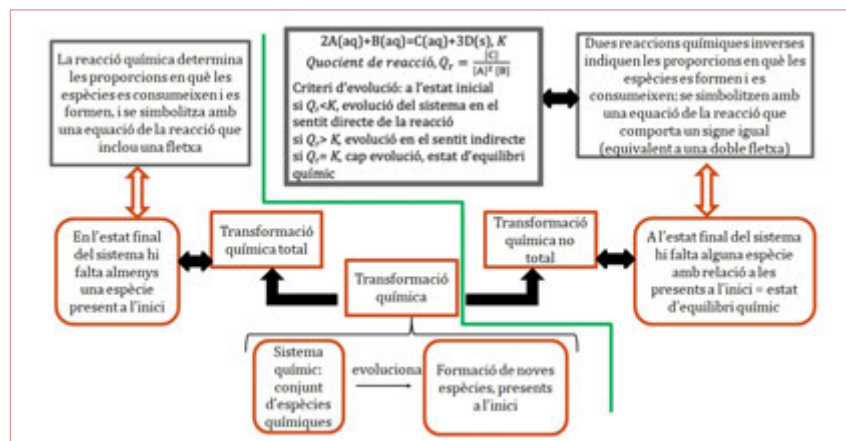 La reacció química determina
les proporcions en què les
espècies es consumeixen i es
formen, i se simbolitza amb
una equació de la reacció que
inclou una fletxa
2A(aq)+B(aq)=C(aq)+3D(s), K
Quocient de reacció, Qr = [C] / [A]² [B]
Criteri d'evolució: a l'estat inicial
si Qr<K, evolució del sistema en el
sentit directe de la reacció
si Qr> K, evolució en el sentit indirecte
si Qr= K, cap evolució, estat d'equilibri
químic
Dues reaccions químiques inverses
indiquen les proporcions en què les
espècies es formen i es
consumeixen; se simbolitzen amb
una equació de la reacció que
comporta un signe igual
(equivalent a una doble fletxa)
En l'estat final
del sistema hi
falta almenys
una espècie
present a l'inici
Transformació
química total
Transformació
química
Transformació
química no
total
A l'estat final del sistema
hi falta alguna espècie
amb relació a les
presents a l'inici = estat
d'equilibri químic
Sistema
químic:
conjunt
d'espècies
químiques
evoluciona
Formació de noves
espècies, presents
a l'inici